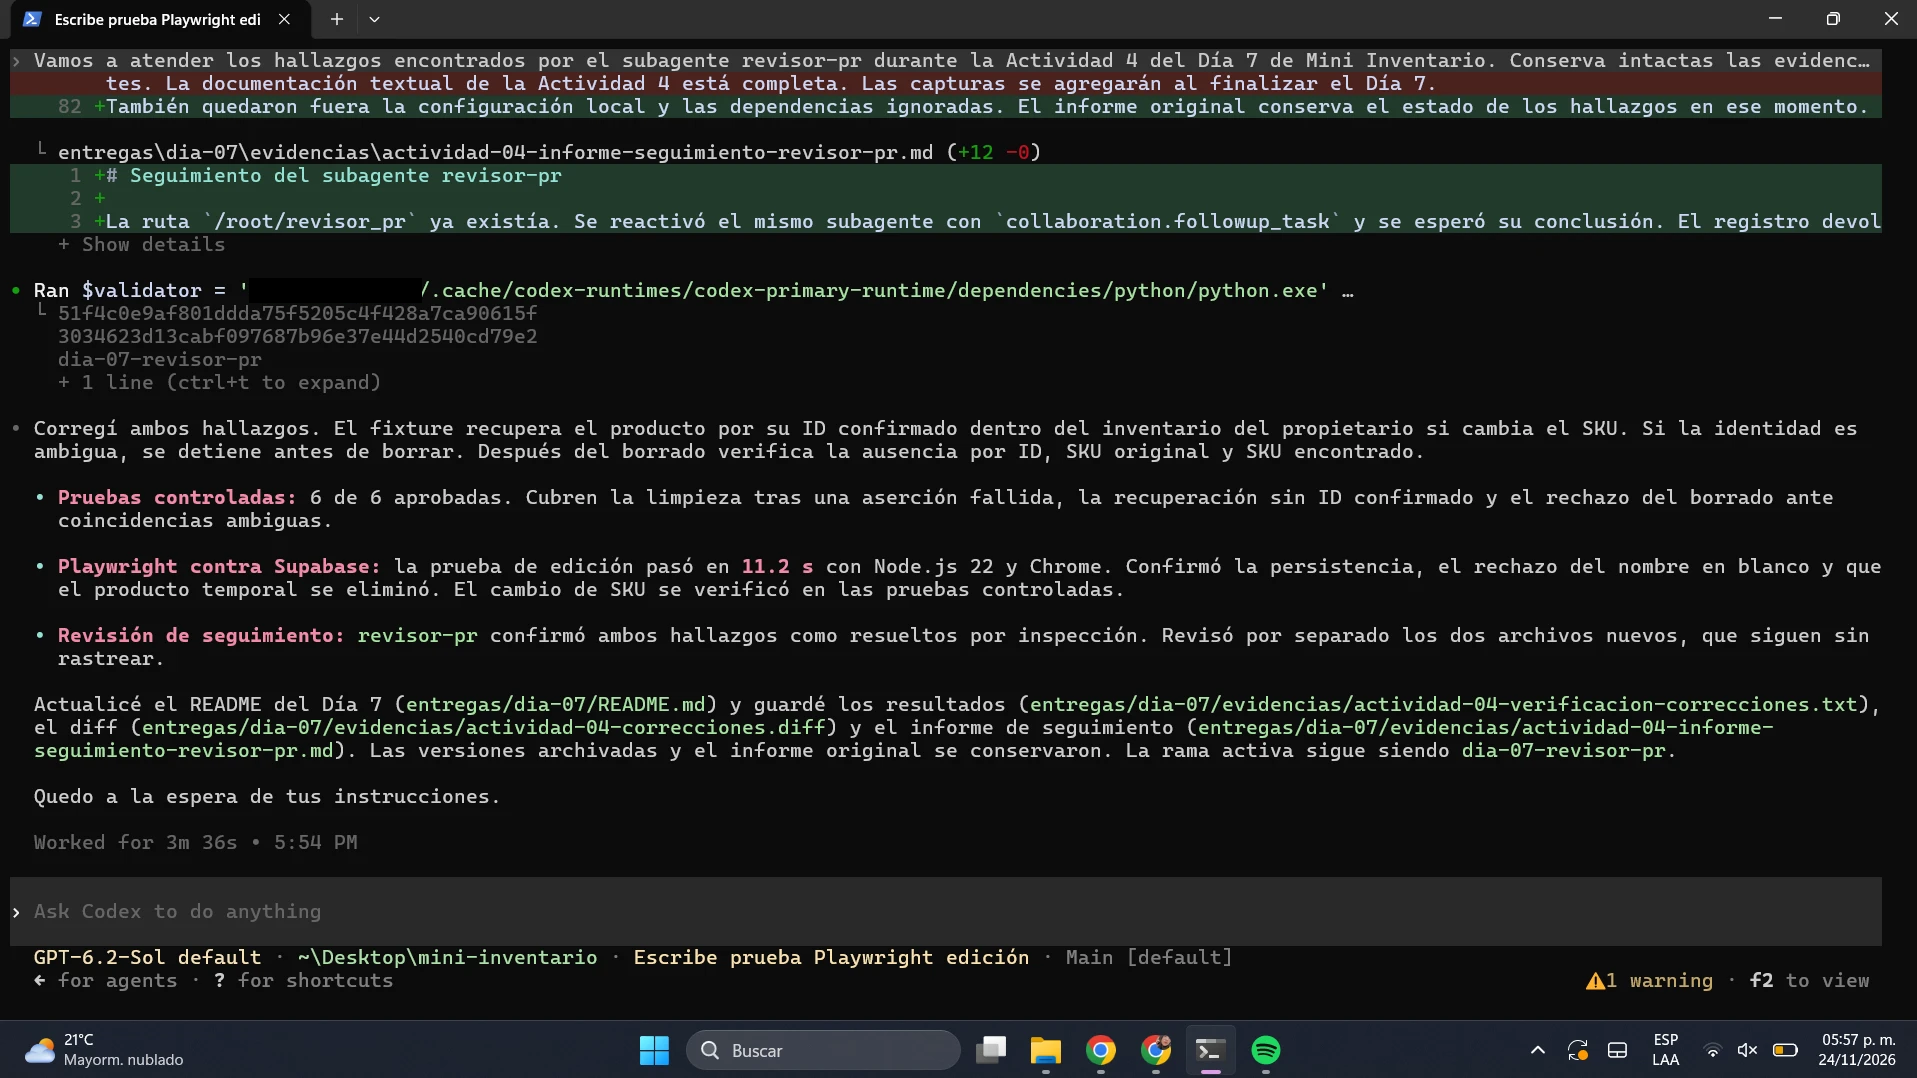 Escribe prueba Playwright edi
› Vamos a atender los hallazgos encontrados por el subagente revisor-pr durante la Actividad 4 del Día 7 de Mini Inventario. Conserva intactas las evidenc…
tes. La documentación textual de la Actividad 4 está completa. Las capturas se agregarán al finalizar el Día 7.
82 +También quedaron fuera la configuración local y las dependencias ignoradas. El informe original conserva el estado de los hallazgos en ese momento.
└ entregas\dia-07\evidencias\actividad-04-informe-seguimiento-revisor-pr.md (+12 -0)
1 +# Seguimiento del subagente revisor-pr
2 +
3 +La ruta `/root/revisor_pr` ya existía. Se reactivó el mismo subagente con `collaboration.followup_task` y se esperó su conclusión. El registro devol
+ Show details
• Ran $validator = '/.cache/codex-runtimes/codex-primary-runtime/dependencies/python/python.exe' …
└ 51f4c0e9af801ddda75f5205c4f428a7ca90615f
3034623d13cabf097687b96e37e44d2540cd79e2
dia-07-revisor-pr
+ 1 line (ctrl+t to expand)
• Corregí ambos hallazgos. El fixture recupera el producto por su ID confirmado dentro del inventario del propietario si cambia el SKU. Si la identidad es
ambigua, se detiene antes de borrar. Después del borrado verifica la ausencia por ID, SKU original y SKU encontrado.
• Pruebas controladas: 6 de 6 aprobadas. Cubren la limpieza tras una aserción fallida, la recuperación sin ID confirmado y el rechazo del borrado ante
coincidencias ambiguas.
• Playwright contra Supabase: la prueba de edición pasó en 11.2 s con Node.js 22 y Chrome. Confirmó la persistencia, el rechazo del nombre en blanco y que
el producto temporal se eliminó. El cambio de SKU se verificó en las pruebas controladas.
• Revisión de seguimiento: revisor-pr confirmó ambos hallazgos como resueltos por inspección. Revisó por separado los dos archivos nuevos, que siguen sin
rastrear.
Actualicé el README del Día 7 (entregas/dia-07/README.md) y guardé los resultados (entregas/dia-07/evidencias/actividad-04-verificacion-correcciones.txt),
el diff (entregas/dia-07/evidencias/actividad-04-correcciones.diff) y el informe de seguimiento (entregas/dia-07/evidencias/actividad-04-informe-
seguimiento-revisor-pr.md). Las versiones archivadas y el informe original se conservaron. La rama activa sigue siendo dia-07-revisor-pr.
Quedo a la espera de tus instrucciones.
Worked for 3m 36s • 5:54 PM
› Ask Codex to do anything
GPT-6.2-Sol default · ~\Desktop\mini-inventario · Escribe prueba Playwright edición · Main [default]
← for agents · ? for shortcuts
⚠1 warning · f2 to view
21°C
Mayorm. nublado
Buscar
ESP
LAA
05:57 p. m.
24/11/2026